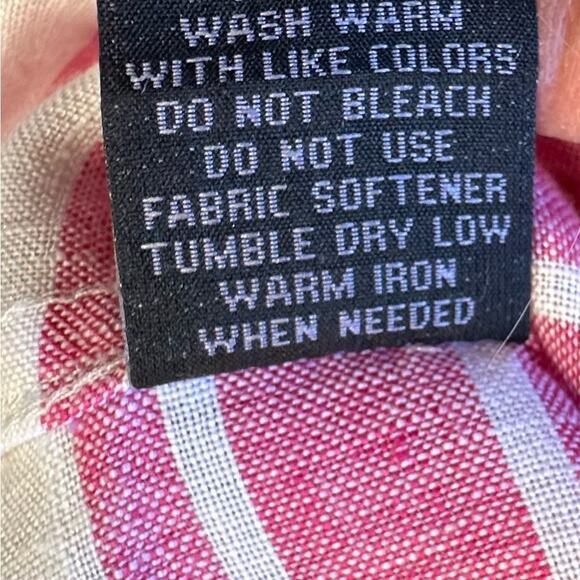 WASH WARM
WITH LIKE COLORS
DO NOT BLEACH
DO NOT USE
FABRIC SOFTENER
TUMBLE DRY LOW
WARM IRON
WHEN NEEDED